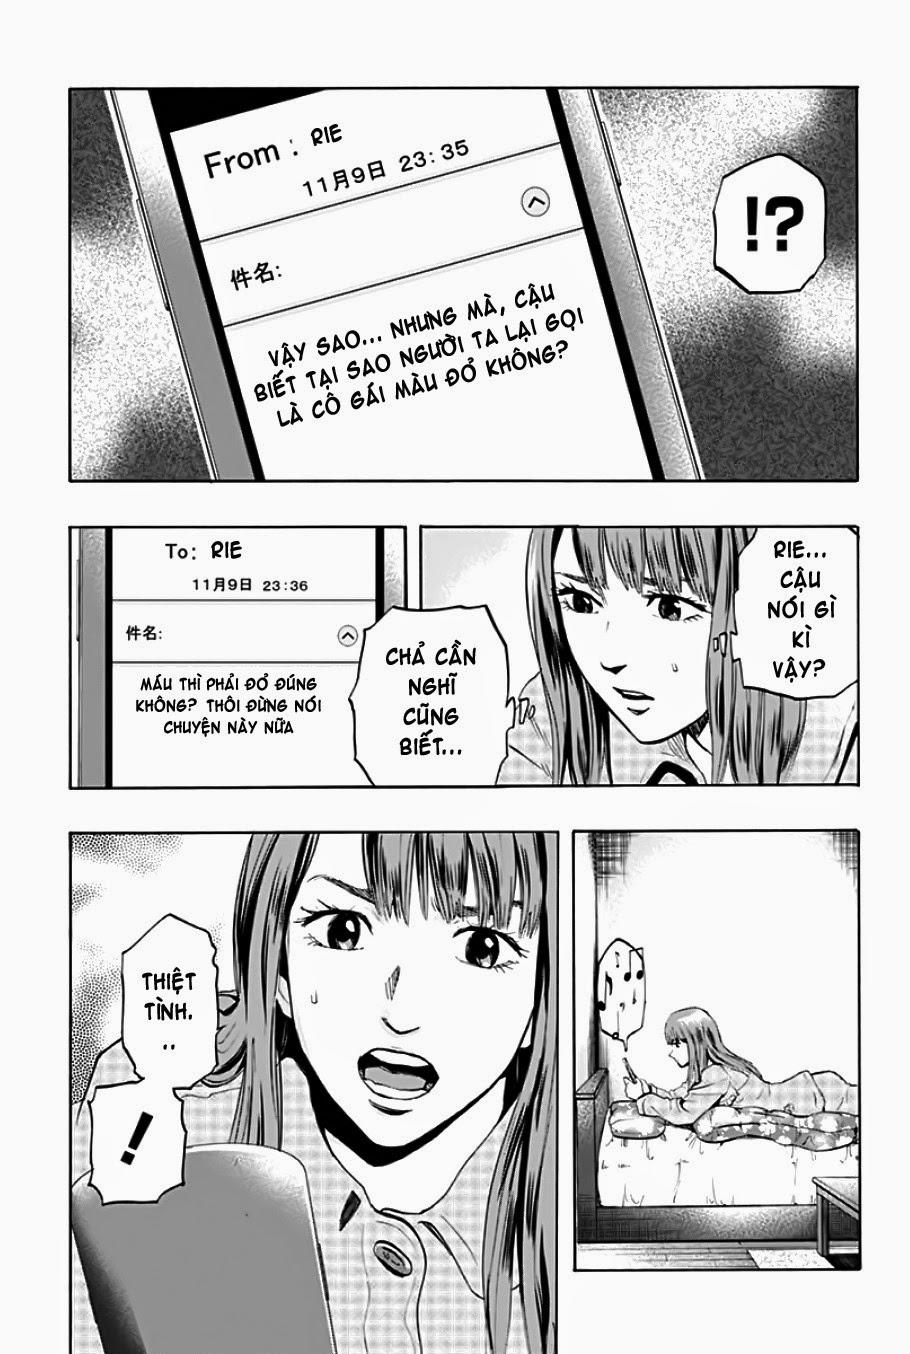 From : RIE
11月9日 23:35
件名:
VẬY SAO... NHƯNG MÀ, CẬU
BIẾT TẠI SAO NGƯỜI TA LẠI GỌI
LÀ CÔ GÁI MÀU ĐỎ KHÔNG?
!?
RIE...
CẬU
NÓI GÌ
KÌ
VẬY?
CHẢ CẦN
NGHĨ
CŨNG
BIẾT...
To: RIE
11月9日 23:36
件名:
MÁU THÌ PHẢI ĐỎ ĐÚNG
KHÔNG? THÔI ĐỪNG NÓI
CHUYỆN NÀY NỮA
THIỆT
TÌNH.
..
!